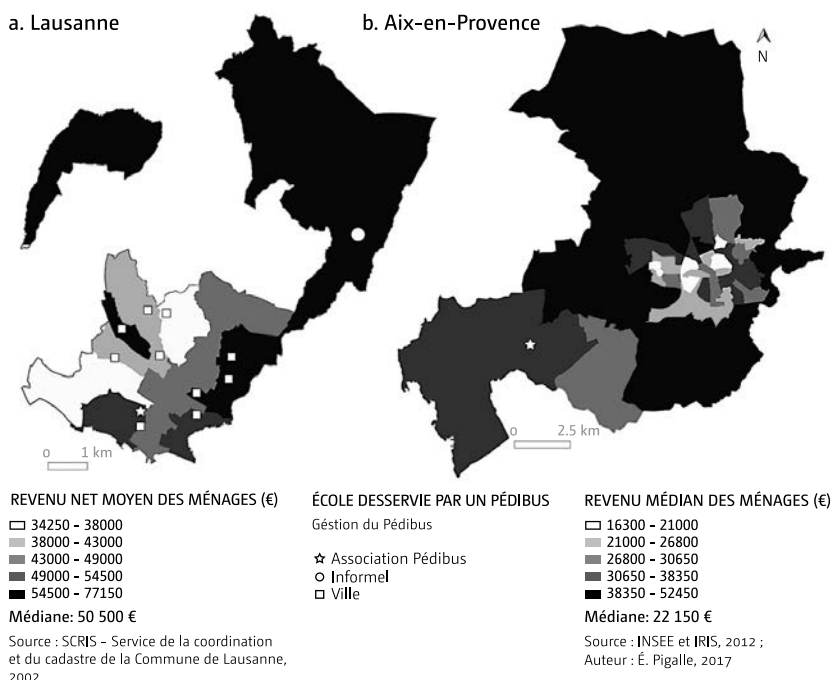 a. Lausanne
b. Aix-en-Provence
N
0 1 km
0 2.5 km
REVENU NET MOYEN DES MÉNAGES (€)
34250 - 38000
38000 - 43000
43000 - 49000
49000 - 54500
54500 - 77150
Médiane: 50 500 €
Source : SCRIS - Service de la coordination
et du cadastre de la Commune de Lausanne,
2002
ÉCOLE DESSERVIE PAR UN PÉDIBUS
Géstion du Pédibus
Association Pédibus
Informel
Ville
REVENU MÉDIAN DES MÉNAGES (€)
16300 - 21000
21000 - 26800
26800 - 30650
30650 - 38350
38350 - 52450
Médiane: 22 150 €
Source : INSEE et IRIS, 2012 ;
Auteur : É. Pigalle, 2017